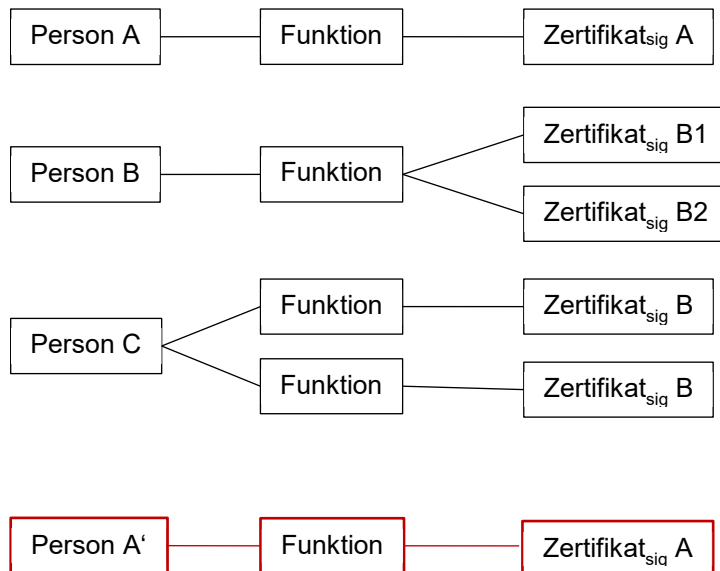 Person A Funktion Zertifikatsig A
Zertifikatsig B1
Person B Funktion
Zertifikatsig B2
Funktion Zertifikatsig B
Person C
Funktion Zertifikatsig B
Person A‘ Funktion Zertifikatsig A